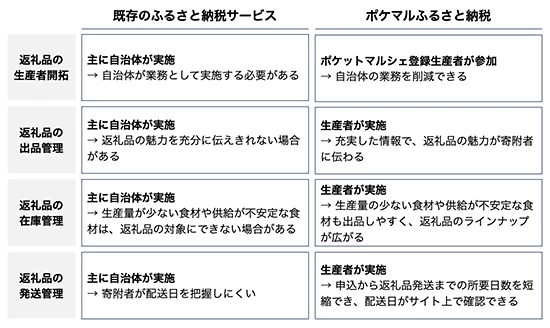 既存のふるさと納税サービス
ポケマルふるさと納税
返礼品の
生産者開拓
主に自治体が実施
→ 自治体が業務として実施する必要がある
ポケットマルシェ登録生産者が参加
→ 自治体の業務を削減できる
返礼品の
出品管理
主に自治体が実施
→ 返礼品の魅力を充分に伝えきれない場合
がある
生産者が実施
→ 充実した情報で、返礼品の魅力が寄附者
に伝わる
返礼品の
在庫管理
主に自治体が実施
→ 生産量が少ない食材や供給が不安定な食
材は、返礼品の対象にできない場合がある
生産者が実施
→ 生産量の少ない食材や供給が不安定な食
材も出品しやすく、返礼品のラインナップ
が広がる
返礼品の
発送管理
主に自治体が実施
→ 寄附者が配送日を把握しにくい
生産者が実施
→ 申込から返礼品発送までの所要日数を短
縮でき、配送日がサイト上で確認できる